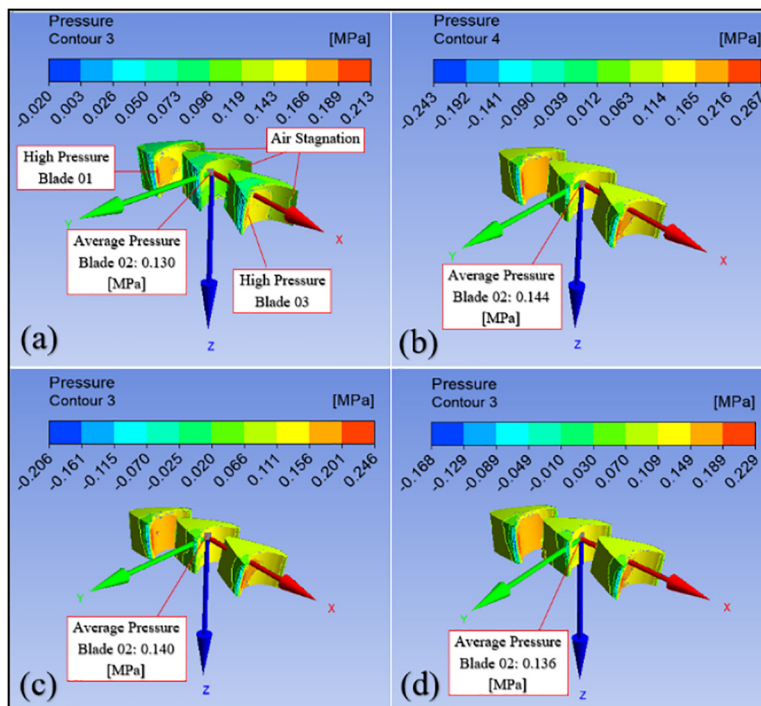 Pressure
Contour 3
[MPa]
-0.020
0.003
0.026
0.050
0.073
0.096
0.119
0.143
0.166
0.189
0.213
High Pressure
Blade 01
Air Stagnation
Average Pressure
Blade 02: 0.130
[MPa]
High Pressure
Blade 03
Y
X
Z
(a)
Pressure
Contour 4
[MPa]
-0.243
-0.192
-0.141
-0.090
-0.039
0.012
0.063
0.114
0.165
0.216
0.267
Average Pressure
Blade 02: 0.144
[MPa]
Y
X
Z
(b)
Pressure
Contour 3
[MPa]
-0.206
-0.161
-0.115
-0.070
-0.025
0.020
0.066
0.111
0.156
0.201
0.246
Average Pressure
Blade 02: 0.140
[MPa]
Y
X
Z
(c)
Pressure
Contour 3
[MPa]
-0.168
-0.129
-0.089
-0.049
-0.010
0.030
0.070
0.109
0.149
0.189
0.229
Average Pressure
Blade 02: 0.136
[MPa]
Y
X
Z
(d)